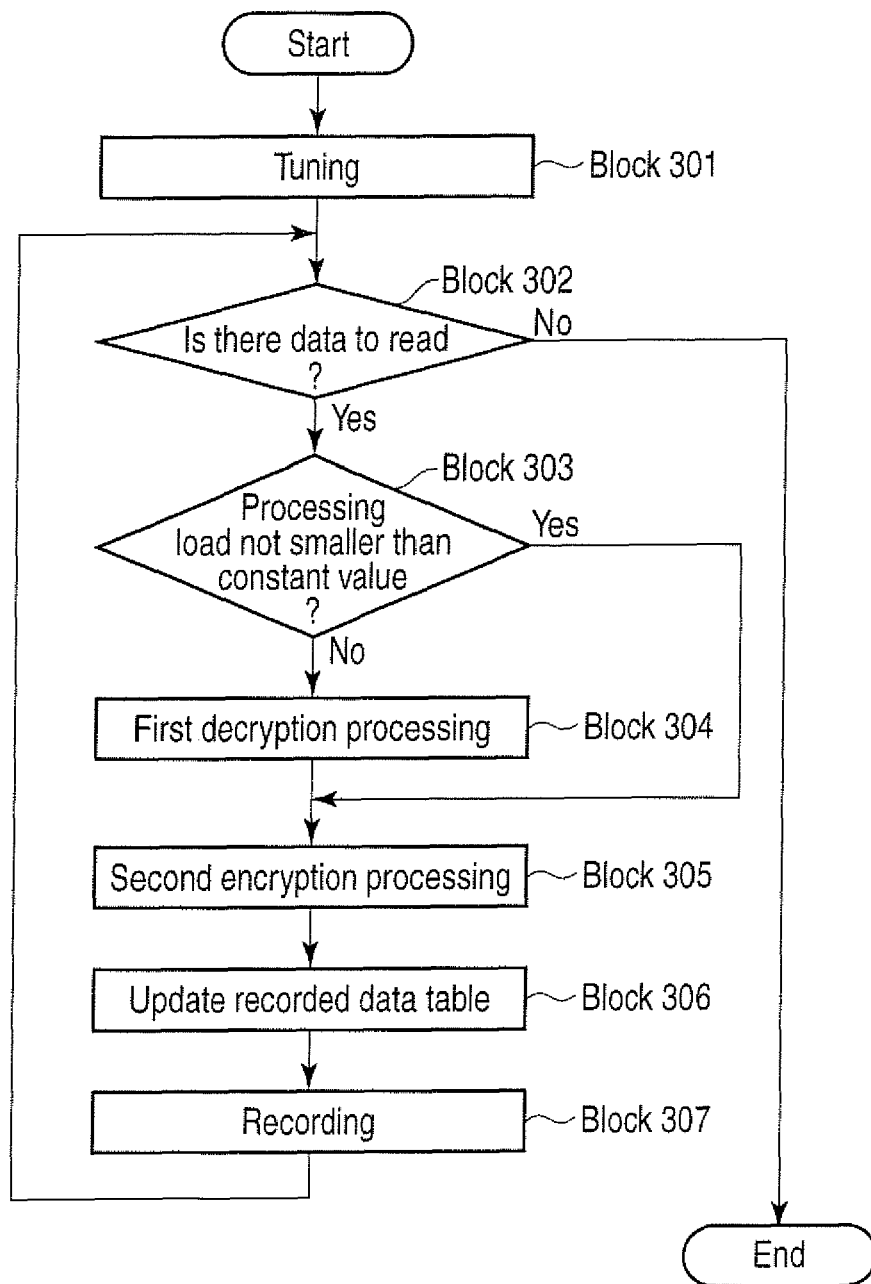 Start
Tuning
Block 301
Block 302
Is there data to read
?
No
Yes
Block 303
Processing
load not smaller than
constant value
?
Yes
No
First decryption processing
Block 304
Second encryption processing
Block 305
Update recorded data table
Block 306
Recording
Block 307
End